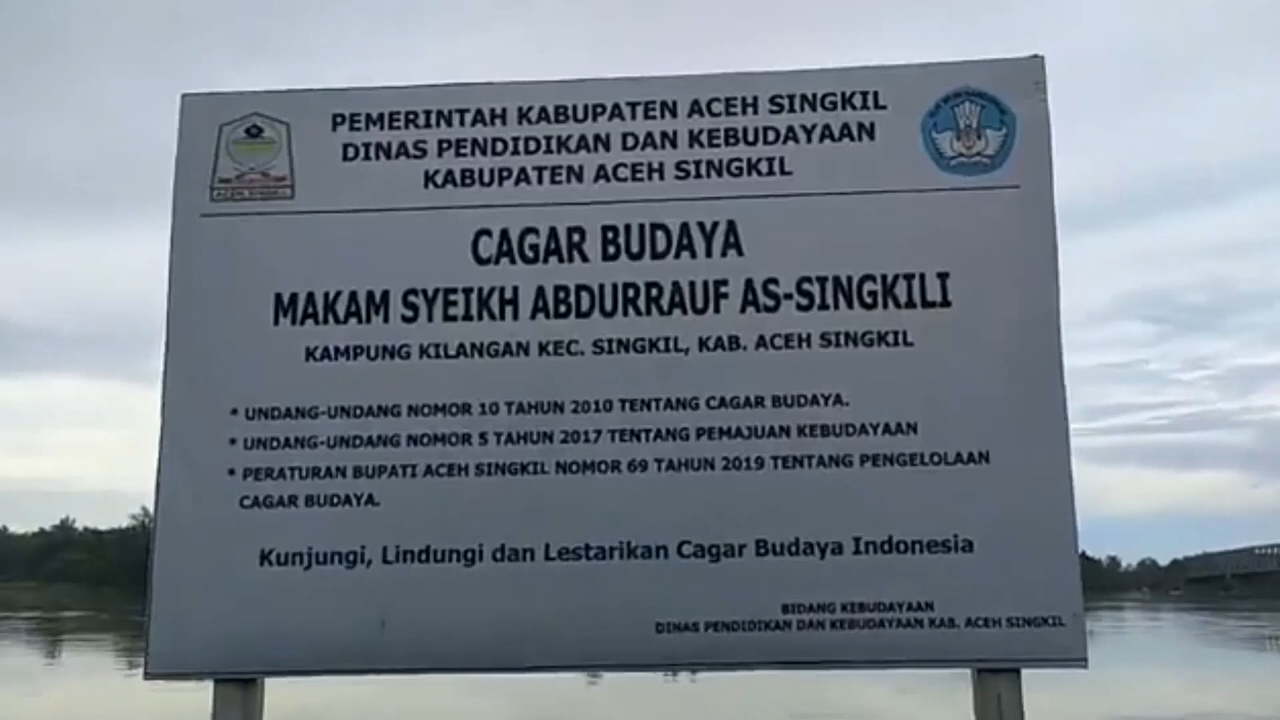 PEMERINTAH KABUPATEN ACEH SINGKIL
DINAS PENDIDIKAN DAN KEBUDAYAAN
KABUPATEN ACEH SINGKIL
ACEH SINGKIL
CAGAR BUDAYA
MAKAM SYEIKH ABDURRAUF AS-SINGKILI
KAMPUNG KILANGAN KEC. SINGKIL, KAB. ACEH SINGKIL
* UNDANG-UNDANG NOMOR 10 TAHUN 2010 TENTANG CAGAR BUDAYA.
* UNDANG-UNDANG NOMOR 5 TAHUN 2017 TENTANG PEMAJUAN KEBUDAYAAN
* PERATURAN BUPATI ACEH SINGKIL NOMOR 69 TAHUN 2019 TENTANG PENGELOLAAN
CAGAR BUDAYA.
Kunjungi, Lindungi dan Lestarikan Cagar Budaya Indonesia
BIDANG KEBUDAYAAN
DINAS PENDIDIKAN DAN KEBUDAYAAN KAB. ACEH SINGKIL